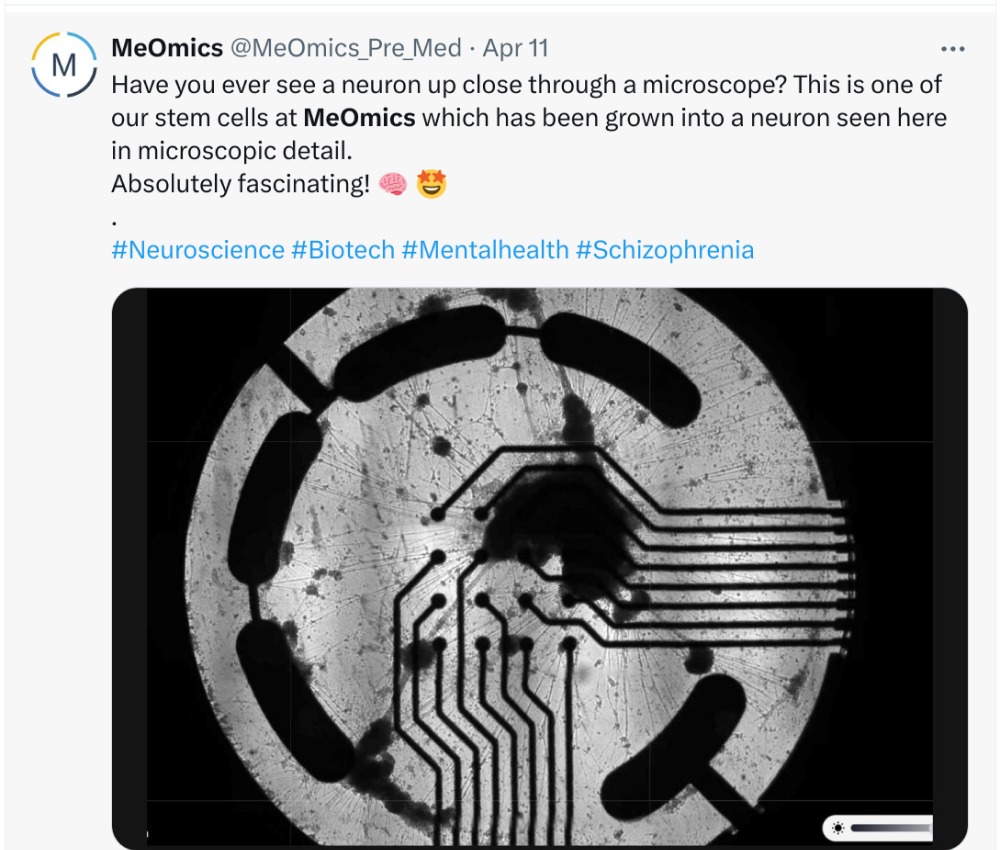 M
MeOmics @MeOmics_Pre_Med · Apr 11
Have you ever see a neuron up close through a microscope? This is one of
our stem cells at MeOmics which has been grown into a neuron seen here
in microscopic detail.
Absolutely fascinating! 🧠 🤩
.
#Neuroscience #Biotech #Mentalhealth #Schizophrenia